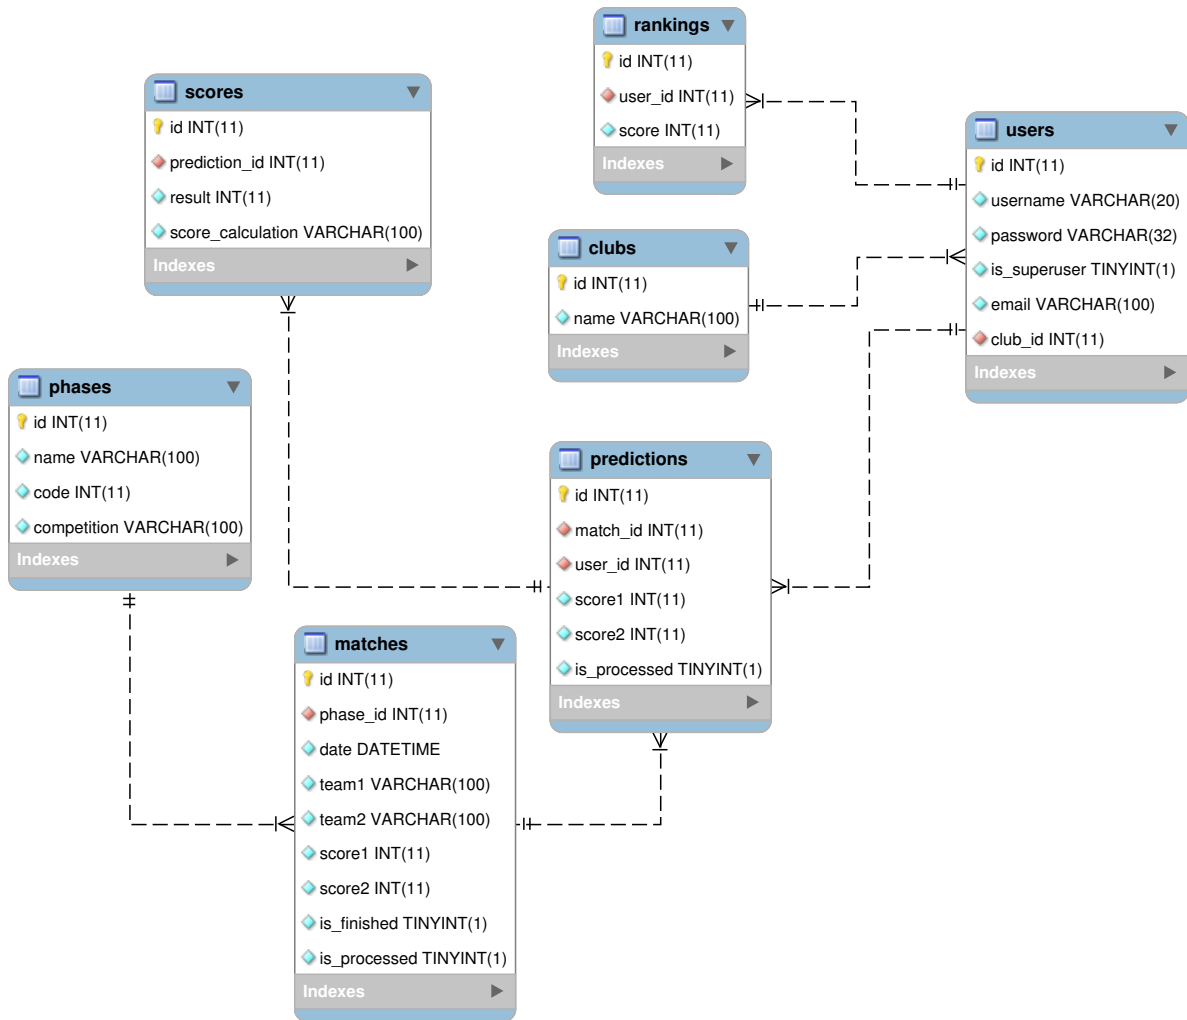 rankings
id INT(11)
user_id INT(11)
score INT(11)
Indexes
scores
id INT(11)
prediction_id INT(11)
result INT(11)
score_calculation VARCHAR(100)
Indexes
users
id INT(11)
username VARCHAR(20)
password VARCHAR(32)
is_superuser TINYINT(1)
email VARCHAR(100)
club_id INT(11)
Indexes
clubs
id INT(11)
name VARCHAR(100)
Indexes
phases
id INT(11)
name VARCHAR(100)
code INT(11)
competition VARCHAR(100)
Indexes
predictions
id INT(11)
match_id INT(11)
user_id INT(11)
score1 INT(11)
score2 INT(11)
is_processed TINYINT(1)
Indexes
matches
id INT(11)
phase_id INT(11)
date DATETIME
team1 VARCHAR(100)
team2 VARCHAR(100)
score1 INT(11)
score2 INT(11)
is_finished TINYINT(1)
is_processed TINYINT(1)
Indexes